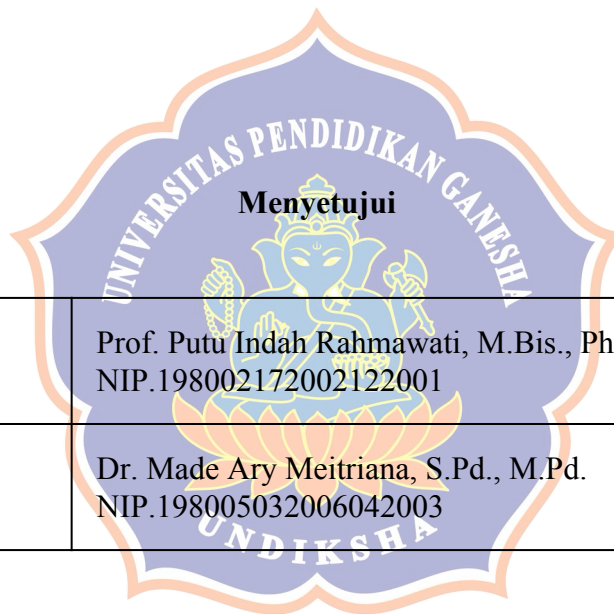 UNIVERSITAS PENDIDIKAN GANESHA
Menyetujui
Prof. Putu Indah Rahmawati, M.Bis., Ph
NIP.198002172002122001
Dr. Made Ary Meitriana, S.Pd., M.Pd.
NIP.198005032006042003
UNDIKSHA